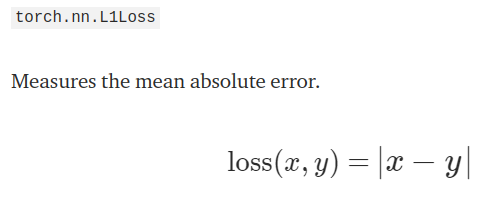 torch.nn.L1Loss
Measures the mean absolute error.
loss(x, y) = |x − y|